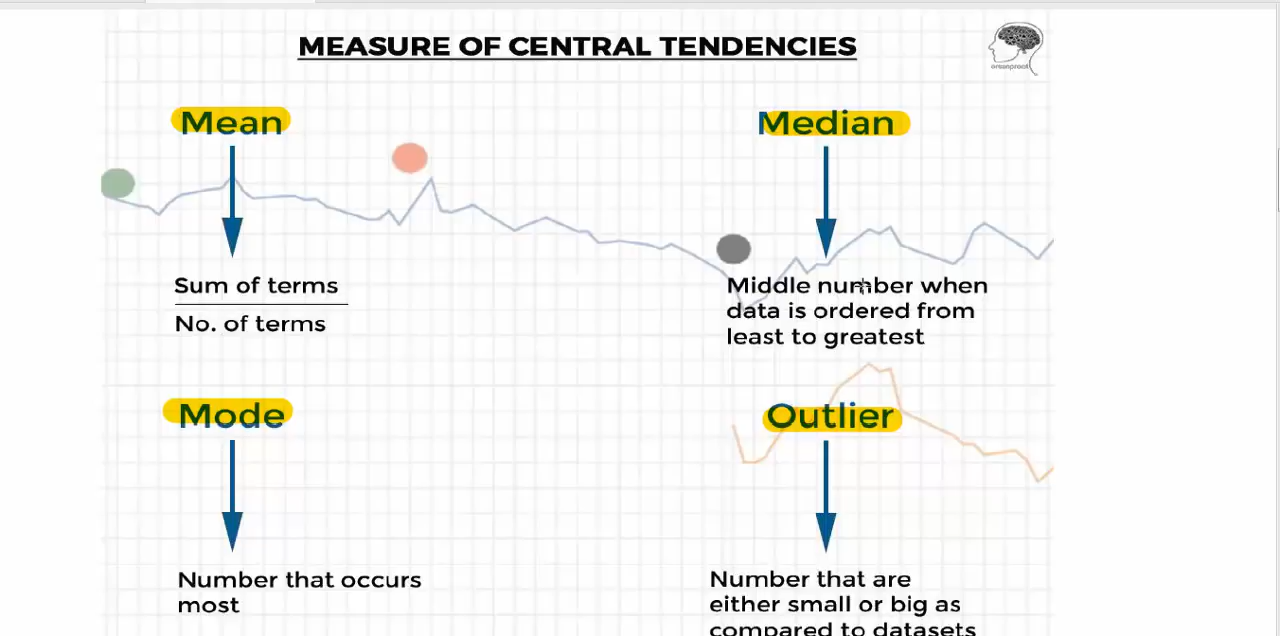 MEASURE OF CENTRAL TENDENCIES
Mean
Median
Sum of terms
No. of terms
Middle number when
data is ordered from
least to greatest
Mode
Outlier
Number that occurs
most
Number that are
either small or big as
compared to datasets